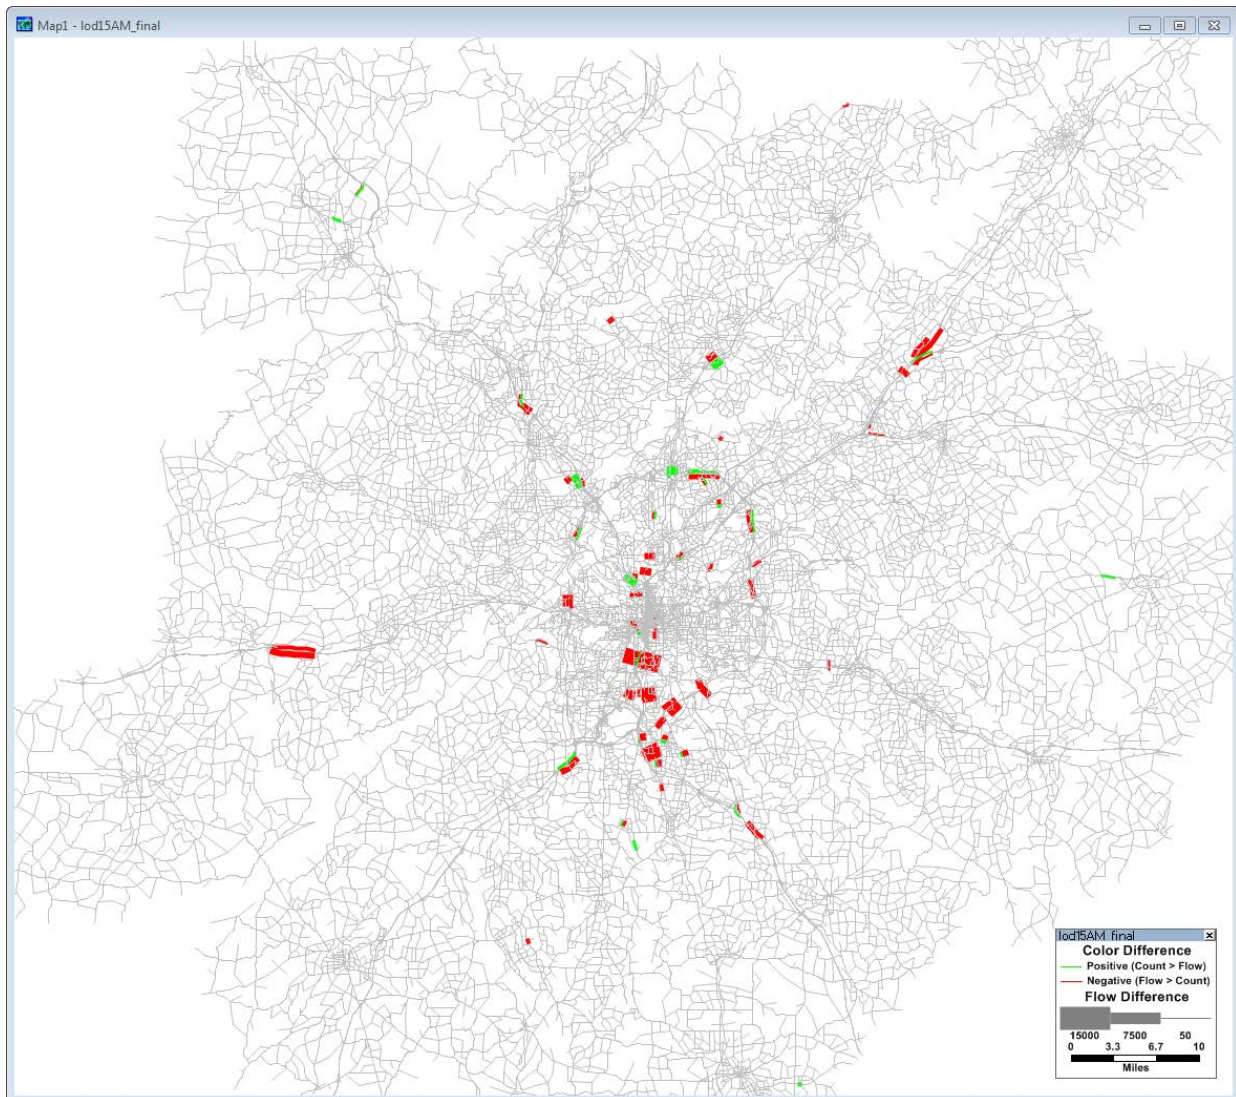 Map1 - lod15AM_final
lod15AM_final
Color Difference
Positive (Count > Flow)
Negative (Flow > Count)
Flow Difference
15000 7500 50
0 3.3 6.7 10
Miles